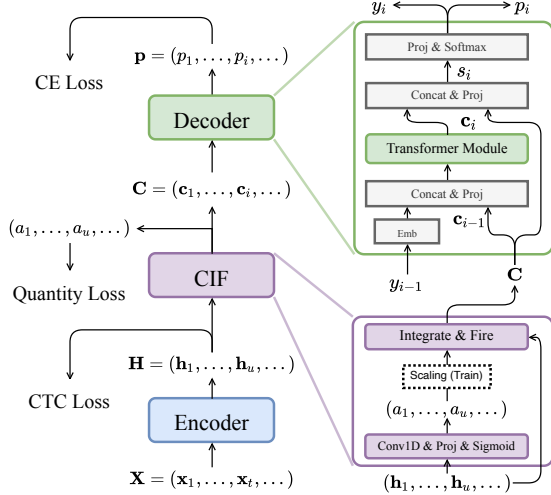 y_i
p_i
Proj & Softmax
s_i
Concat & Proj
c_i
Transformer Module
Concat & Proj
c_{i−1}
Emb
y_{i−1}
C
p = (p_1, . . . , p_i, . . . )
CE Loss
Decoder
C = (c_1, . . . , c_i, . . . )
(a_1, . . . , a_u, . . . )
CIF
Quantity Loss
H = (h_1, . . . , h_u, . . . )
CTC Loss
Encoder
X = (x_1, . . . , x_t, . . . )
Integrate & Fire
Scaling (Train)
(a_1, . . . , a_u, . . . )
Conv1D & Proj & Sigmoid
(h_1, . . . , h_u, . . . )